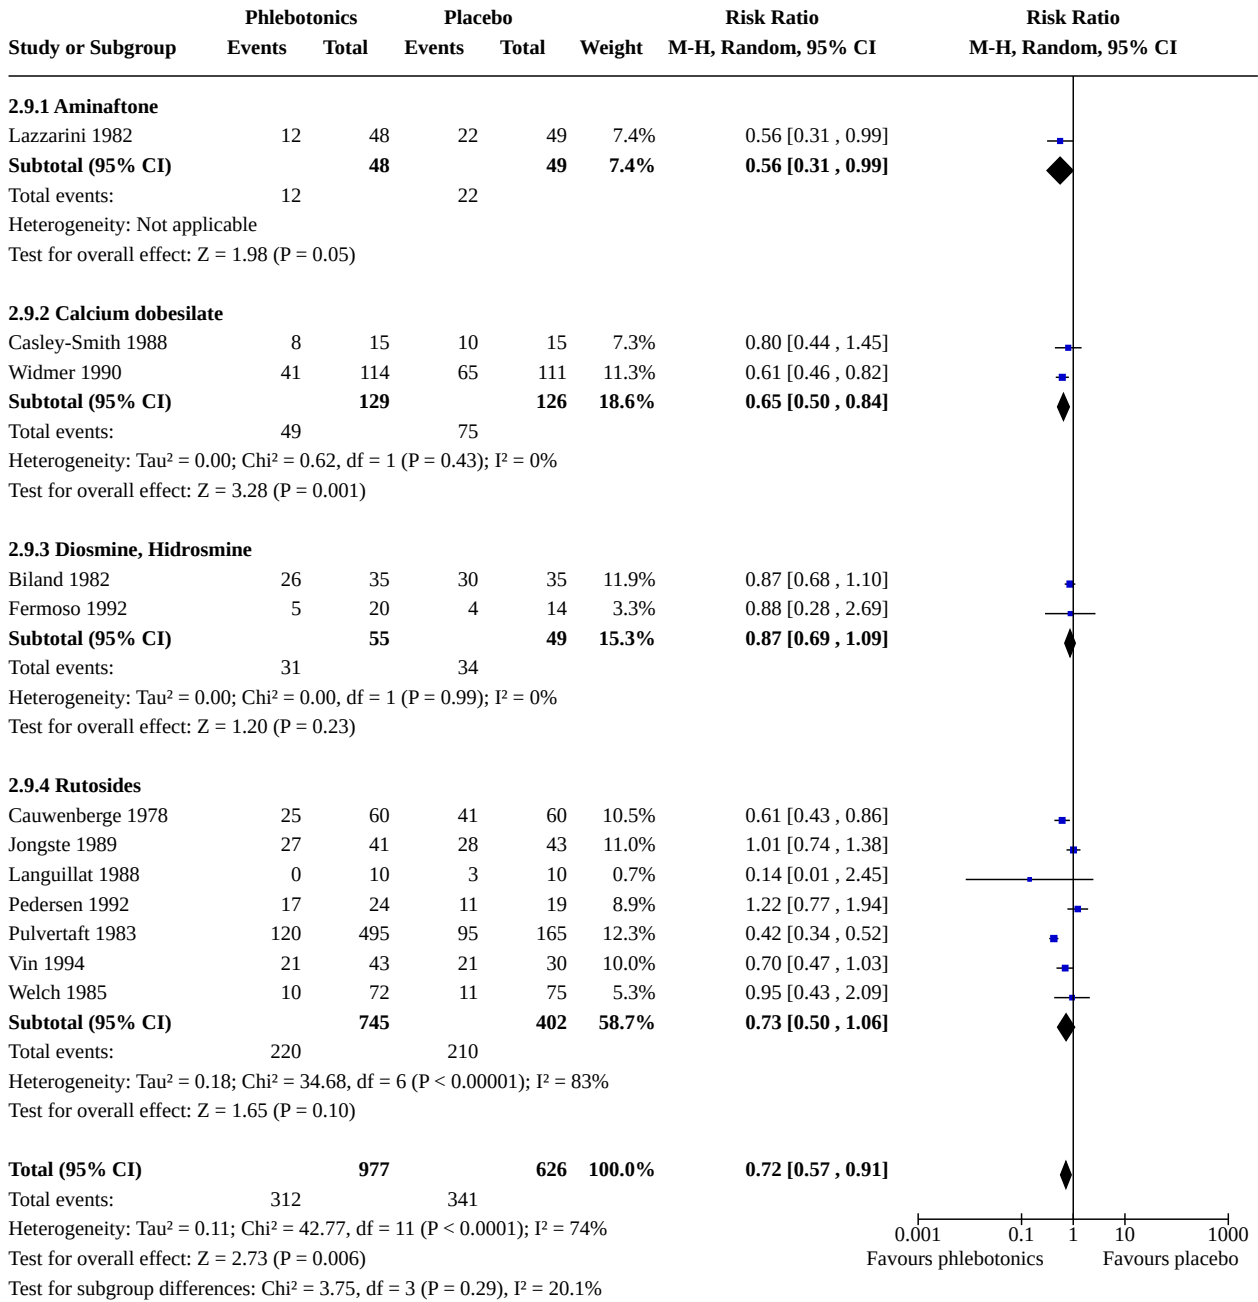 Phlebotonics Placebo Risk Ratio Risk Ratio
Study or Subgroup Events Total Events Total Weight M-H, Random, 95% CI M-H, Random, 95% CI
2.9.1 Aminaftone
Lazzarini 1982 12 48 22 49 7.4% 0.56 [0.31 , 0.99]
Subtotal (95% CI) 48 49 7.4% 0.56 [0.31 , 0.99]
Total events: 12 22
Heterogeneity: Not applicable
Test for overall effect: Z = 1.98 (P = 0.05)
2.9.2 Calcium dobesilate
Casley-Smith 1988 8 15 10 15 7.3% 0.80 [0.44 , 1.45]
Widmer 1990 41 114 65 111 11.3% 0.61 [0.46 , 0.82]
Subtotal (95% CI) 129 126 18.6% 0.65 [0.50 , 0.84]
Total events: 49 75
Heterogeneity: Tau² = 0.00; Chi² = 0.62, df = 1 (P = 0.43); I² = 0%
Test for overall effect: Z = 3.28 (P = 0.001)
2.9.3 Diosmine, Hidrosmine
Biland 1982 26 35 30 35 11.9% 0.87 [0.68 , 1.10]
Fermoso 1992 5 20 4 14 3.3% 0.88 [0.28 , 2.69]
Subtotal (95% CI) 55 49 15.3% 0.87 [0.69 , 1.09]
Total events: 31 34
Heterogeneity: Tau² = 0.00; Chi² = 0.00, df = 1 (P = 0.99); I² = 0%
Test for overall effect: Z = 1.20 (P = 0.23)
2.9.4 Rutosides
Cauwenberge 1978 25 60 41 60 10.5% 0.61 [0.43 , 0.86]
Jongste 1989 27 41 28 43 11.0% 1.01 [0.74 , 1.38]
Languillat 1988 0 10 3 10 0.7% 0.14 [0.01 , 2.45]
Pedersen 1992 17 24 11 19 8.9% 1.22 [0.77 , 1.94]
Pulvertaft 1983 120 495 95 165 12.3% 0.42 [0.34 , 0.52]
Vin 1994 21 43 21 30 10.0% 0.70 [0.47 , 1.03]
Welch 1985 10 72 11 75 5.3% 0.95 [0.43 , 2.09]
Subtotal (95% CI) 745 402 58.7% 0.73 [0.50 , 1.06]
Total events: 220 210
Heterogeneity: Tau² = 0.18; Chi² = 34.68, df = 6 (P < 0.00001); I² = 83%
Test for overall effect: Z = 1.65 (P = 0.10)
Total (95% CI) 977 626 100.0% 0.72 [0.57 , 0.91]
Total events: 312 341
Heterogeneity: Tau² = 0.11; Chi² = 42.77, df = 11 (P < 0.0001); I² = 74%
0.001 0.1 1 10 1000
Test for overall effect: Z = 2.73 (P = 0.006)
Favours phlebotonics Favours placebo
Test for subgroup differences: Chi² = 3.75, df = 3 (P = 0.29), I² = 20.1%